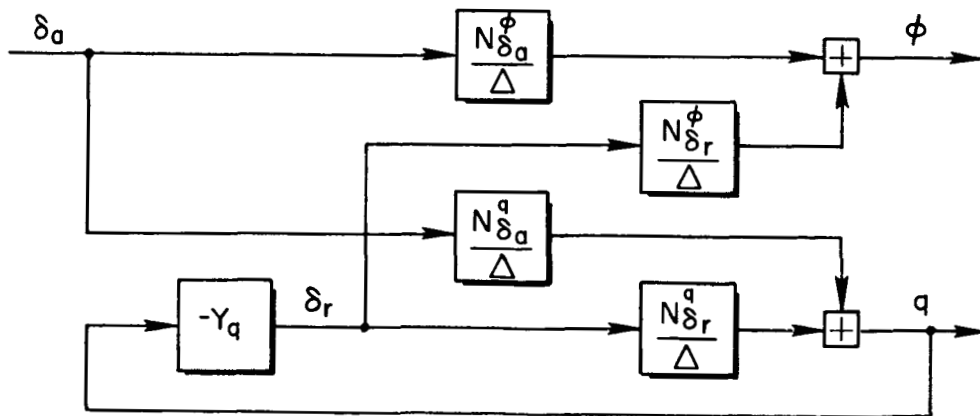 δa
N^ϕ_δa / Δ
+
ϕ
N^ϕ_δr / Δ
N^q_δa / Δ
-Yq
δr
N^q_δr / Δ
+
q